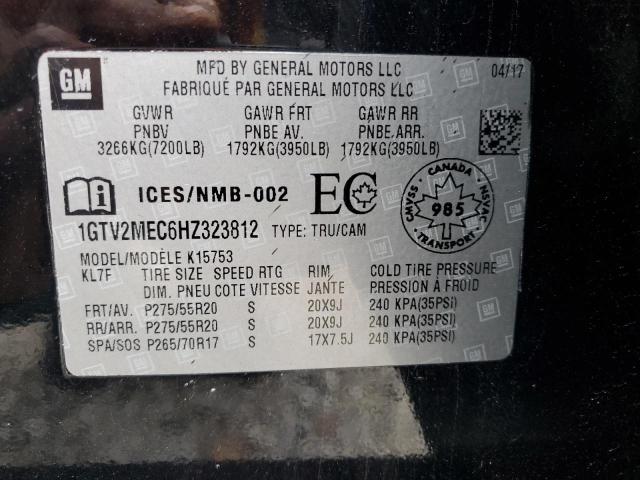 GM
MFD BY GENERAL MOTORS LLC 04/17
FABRIQUÉ PAR GENERAL MOTORS LLC
GVWR GAWR FRT GAWR RR
PNBV PNBE AV. PNBE ARR.
3266KG(7200LB) 1792KG(3950LB) 1792KG(3950LB)
ICES/NMB-002 EC
CANADA
CMVSS 985 NSVAC
TRANSPORT
1GTV2MEC6HZ323812 TYPE: TRU/CAM
MODEL/MODÈLE K15753
KL7F TIRE SIZE SPEED RTG RIM COLD TIRE PRESSURE
DIM. PNEU COTE VITESSE JANTE PRESSION À FROID
FRT/AV. P275/55R20 S 20X9J 240 KPA(35PSI)
RR/ARR. P275/55R20 S 20X9J 240 KPA(35PSI)
SPA/SOS P265/70R17 S 17X7.5J 240 KPA(35PSI)